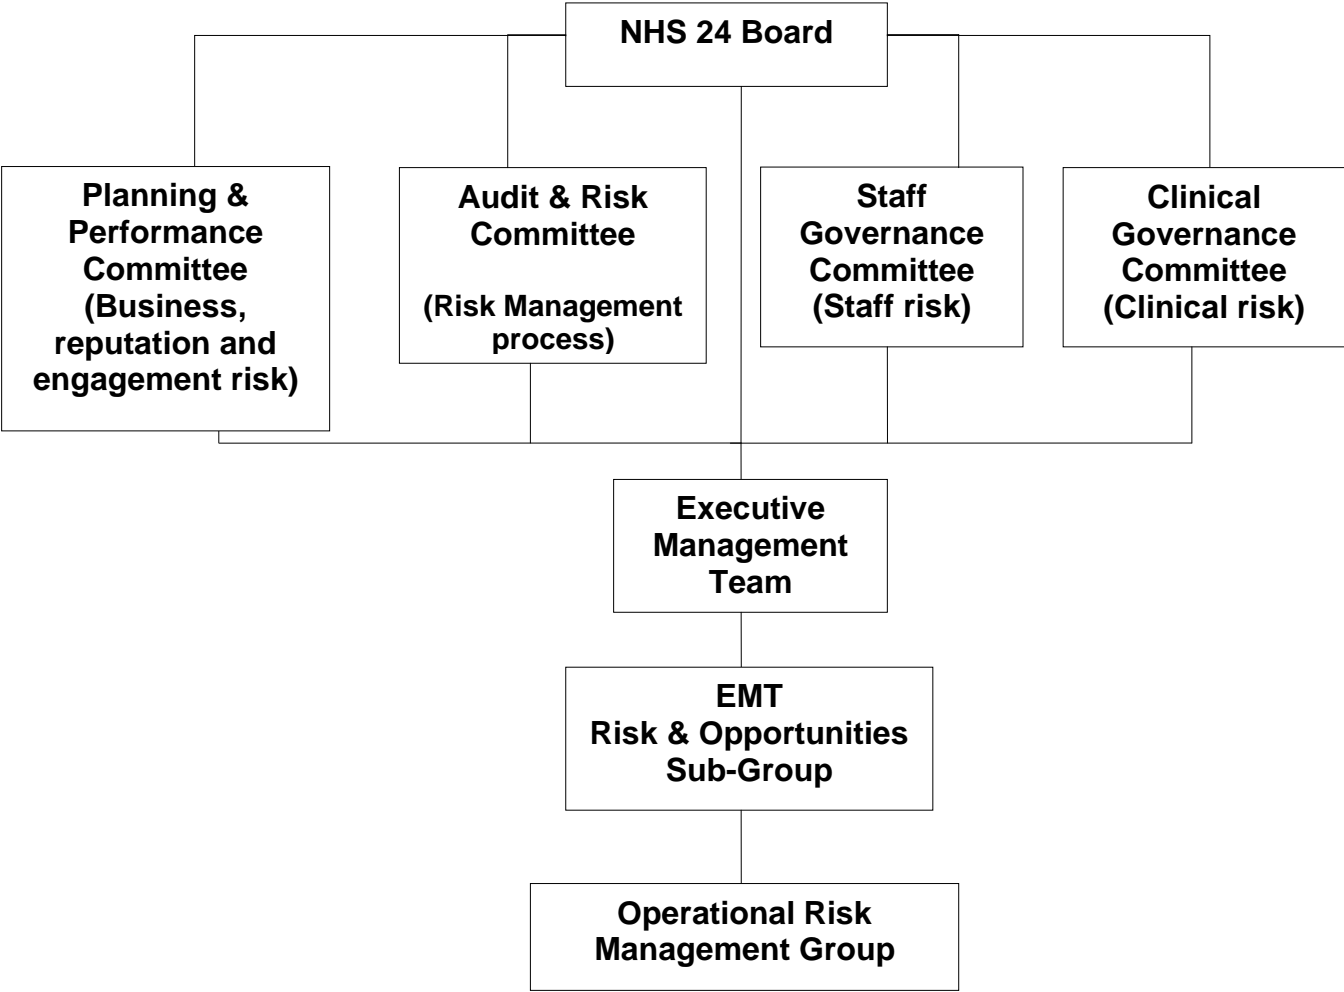 NHS 24 Board
Planning &
Performance
Committee
(Business,
reputation and
engagement risk)
Audit & Risk
Committee
(Risk Management
process)
Staff
Governance
Committee
(Staff risk)
Clinical
Governance
Committee
(Clinical risk)
Executive
Management
Team
EMT
Risk & Opportunities
Sub-Group
Operational Risk
Management Group